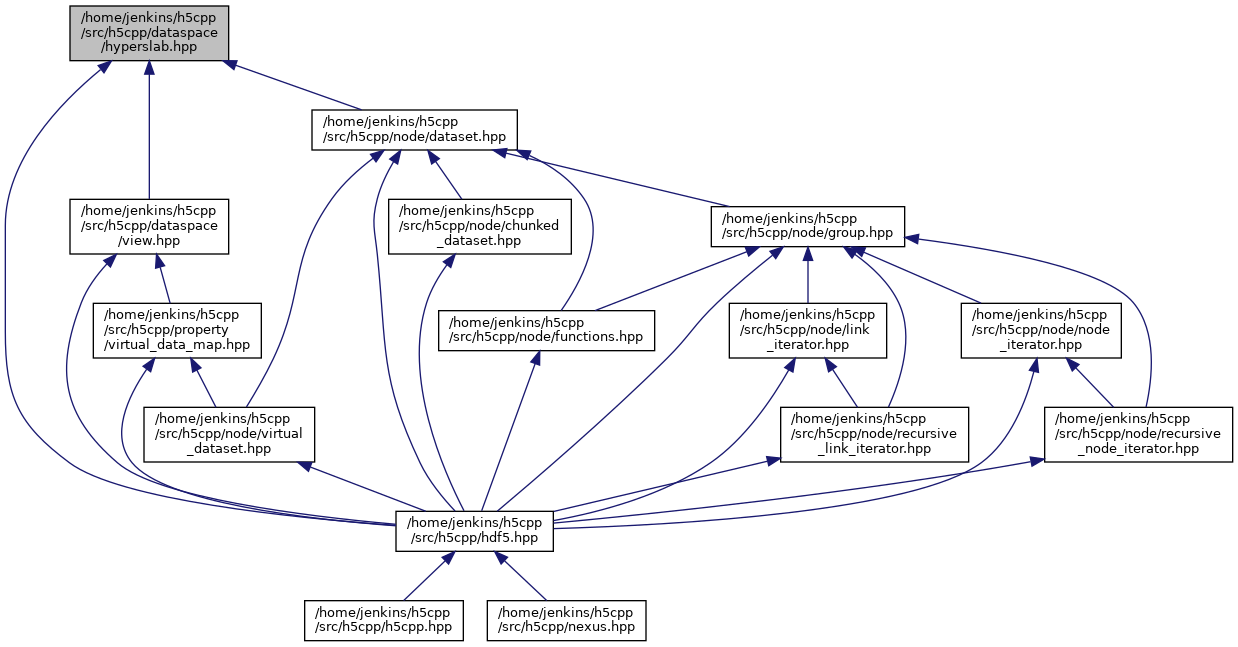 /home/jenkins/h5cpp
/src/h5cpp/dataspace
/hyperslab.hpp
/home/jenkins/h5cpp
/src/h5cpp/node/dataset.hpp
/home/jenkins/h5cpp
/src/h5cpp/dataspace
/view.hpp
/home/jenkins/h5cpp
/src/h5cpp/node/chunked
_dataset.hpp
/home/jenkins/h5cpp
/src/h5cpp/node/group.hpp
/home/jenkins/h5cpp
/src/h5cpp/property
/virtual_data_map.hpp
/home/jenkins/h5cpp
/src/h5cpp/node/functions.hpp
/home/jenkins/h5cpp
/src/h5cpp/node/link
_iterator.hpp
/home/jenkins/h5cpp
/src/h5cpp/node/node
_iterator.hpp
/home/jenkins/h5cpp
/src/h5cpp/node/virtual
_dataset.hpp
/home/jenkins/h5cpp
/src/h5cpp/node/recursive
_link_iterator.hpp
/home/jenkins/h5cpp
/src/h5cpp/node/recursive
_node_iterator.hpp
/home/jenkins/h5cpp
/src/h5cpp/hdf5.hpp
/home/jenkins/h5cpp
/src/h5cpp/h5cpp.hpp
/home/jenkins/h5cpp
/src/h5cpp/nexus.hpp